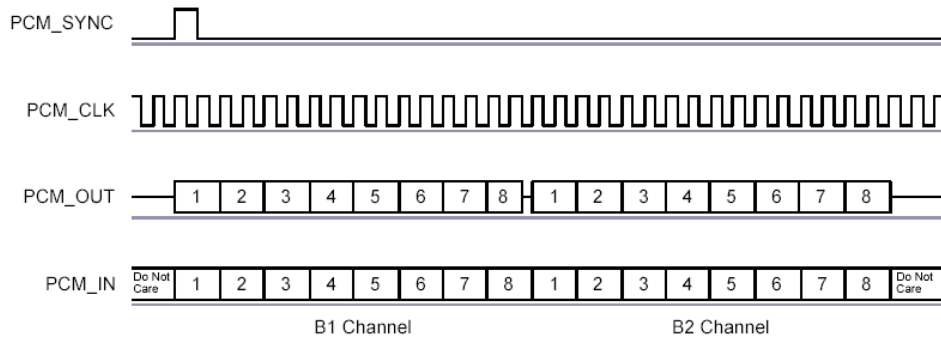 PCM_SYNC
PCM_CLK
PCM_OUT 1 2 3 4 5 6 7 8 1 2 3 4 5 6 7 8
PCM_IN Do Not Care 1 2 3 4 5 6 7 8 1 2 3 4 5 6 7 8 Do Not Care
B1 Channel B2 Channel